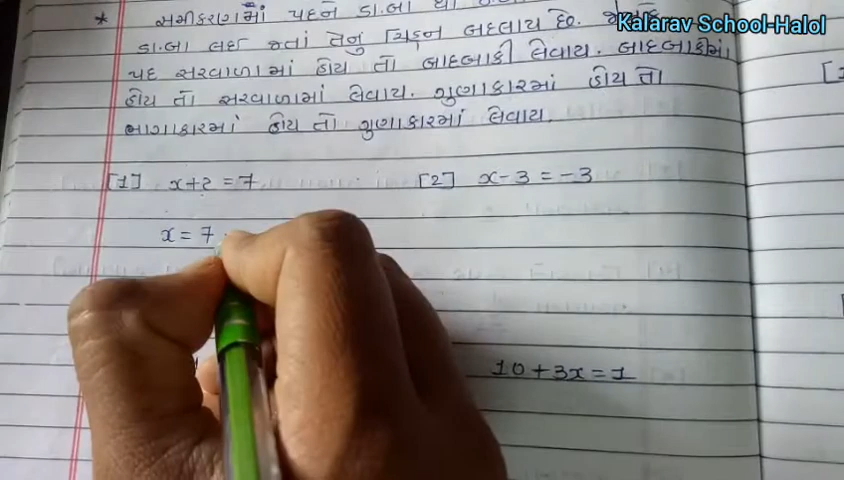 * સમીકરણમાં પદને ડા.બા
Kalarav School-Halol
ડા.બા લઇ જતાં તેનું ચિહ્ન બદલાય છે.
પદ સરવાળામાં હોય તો બાદબાકી લેવાય. બાદબાકીમાં
હોય તો સરવાળામાં લેવાય. ગુણાકારમાં હોય તો
ભાગાકારમાં હોય તો ગુણાકારમાં લેવાય.
[1] x+2=7 [2] x-3=-3
x=7
10+3x=1